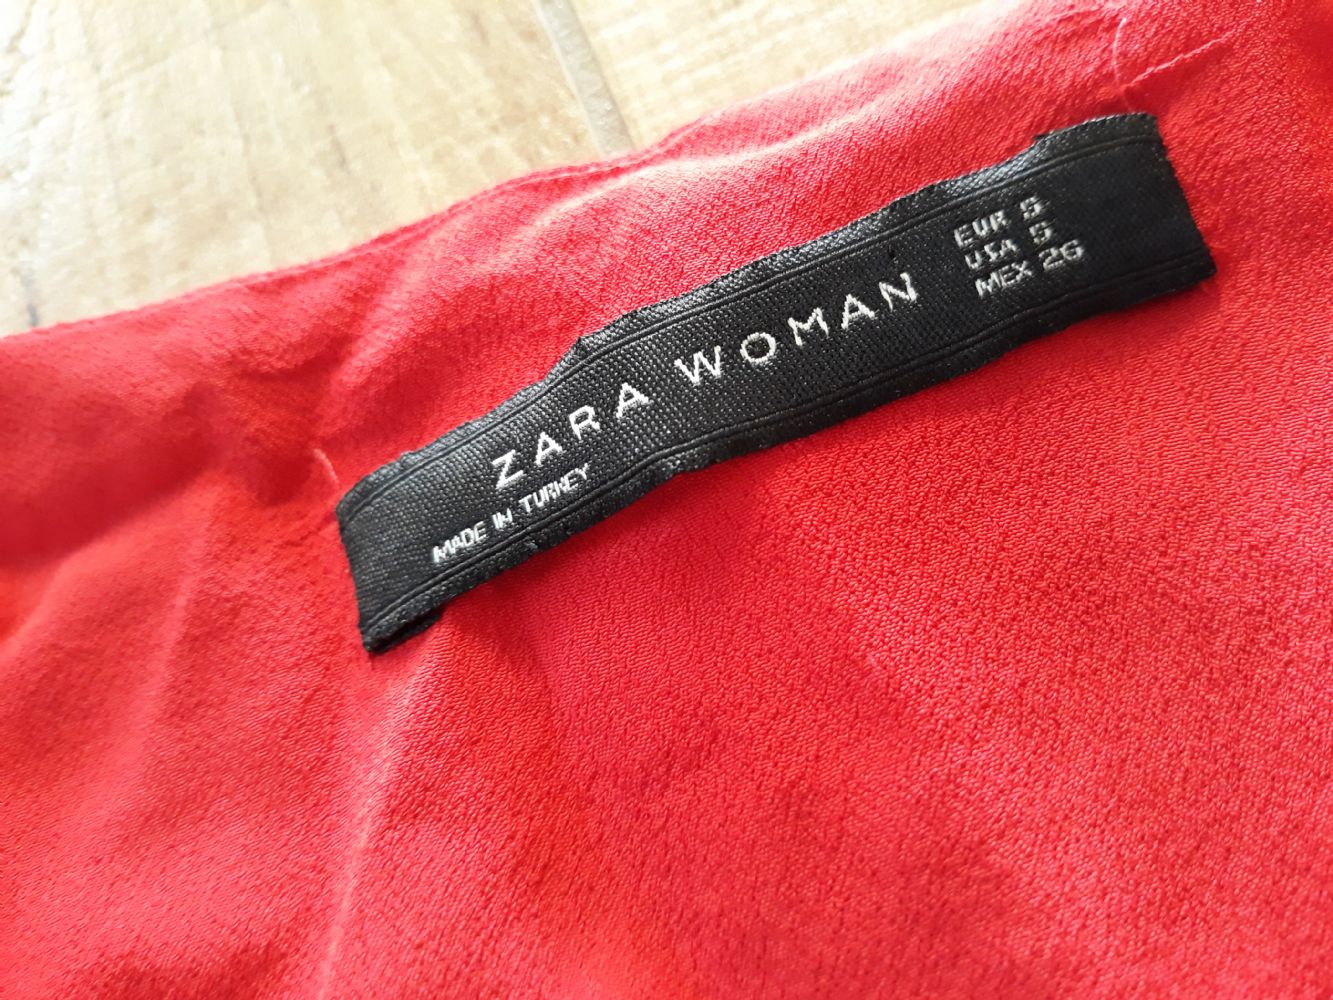 ZARA WOMAN
MADE IN TURKEY
EUR S
USA S
MEX 26